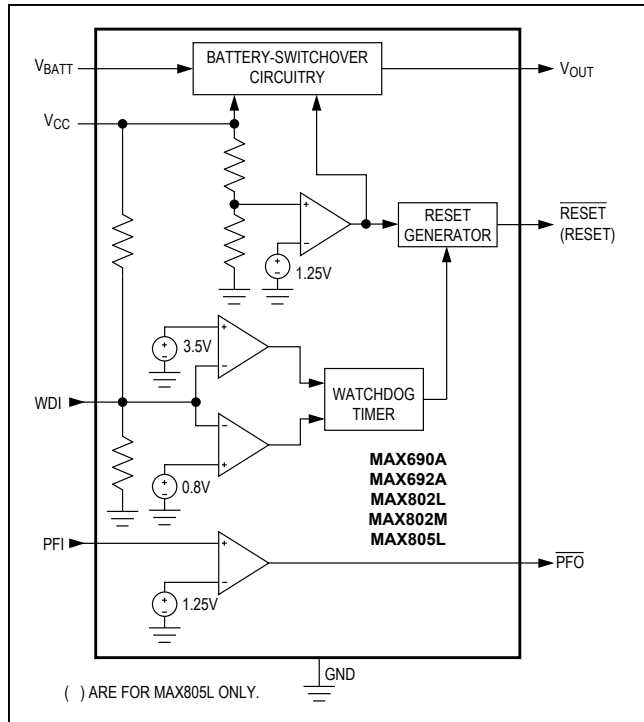 BATTERY-SWITCHOVER
CIRCUITRY
VBATT
VOUT
VCC
RESET
GENERATOR
RESET
(RESET)
+
−
+
−
1.25V
+
−
+
−
3.5V
WATCHDOG
TIMER
WDI
−
+
+
−
0.8V
MAX690A
MAX692A
MAX802L
MAX802M
MAX805L
PFI
+
−
PFO
+
−
1.25V
GND
( ) ARE FOR MAX805L ONLY.